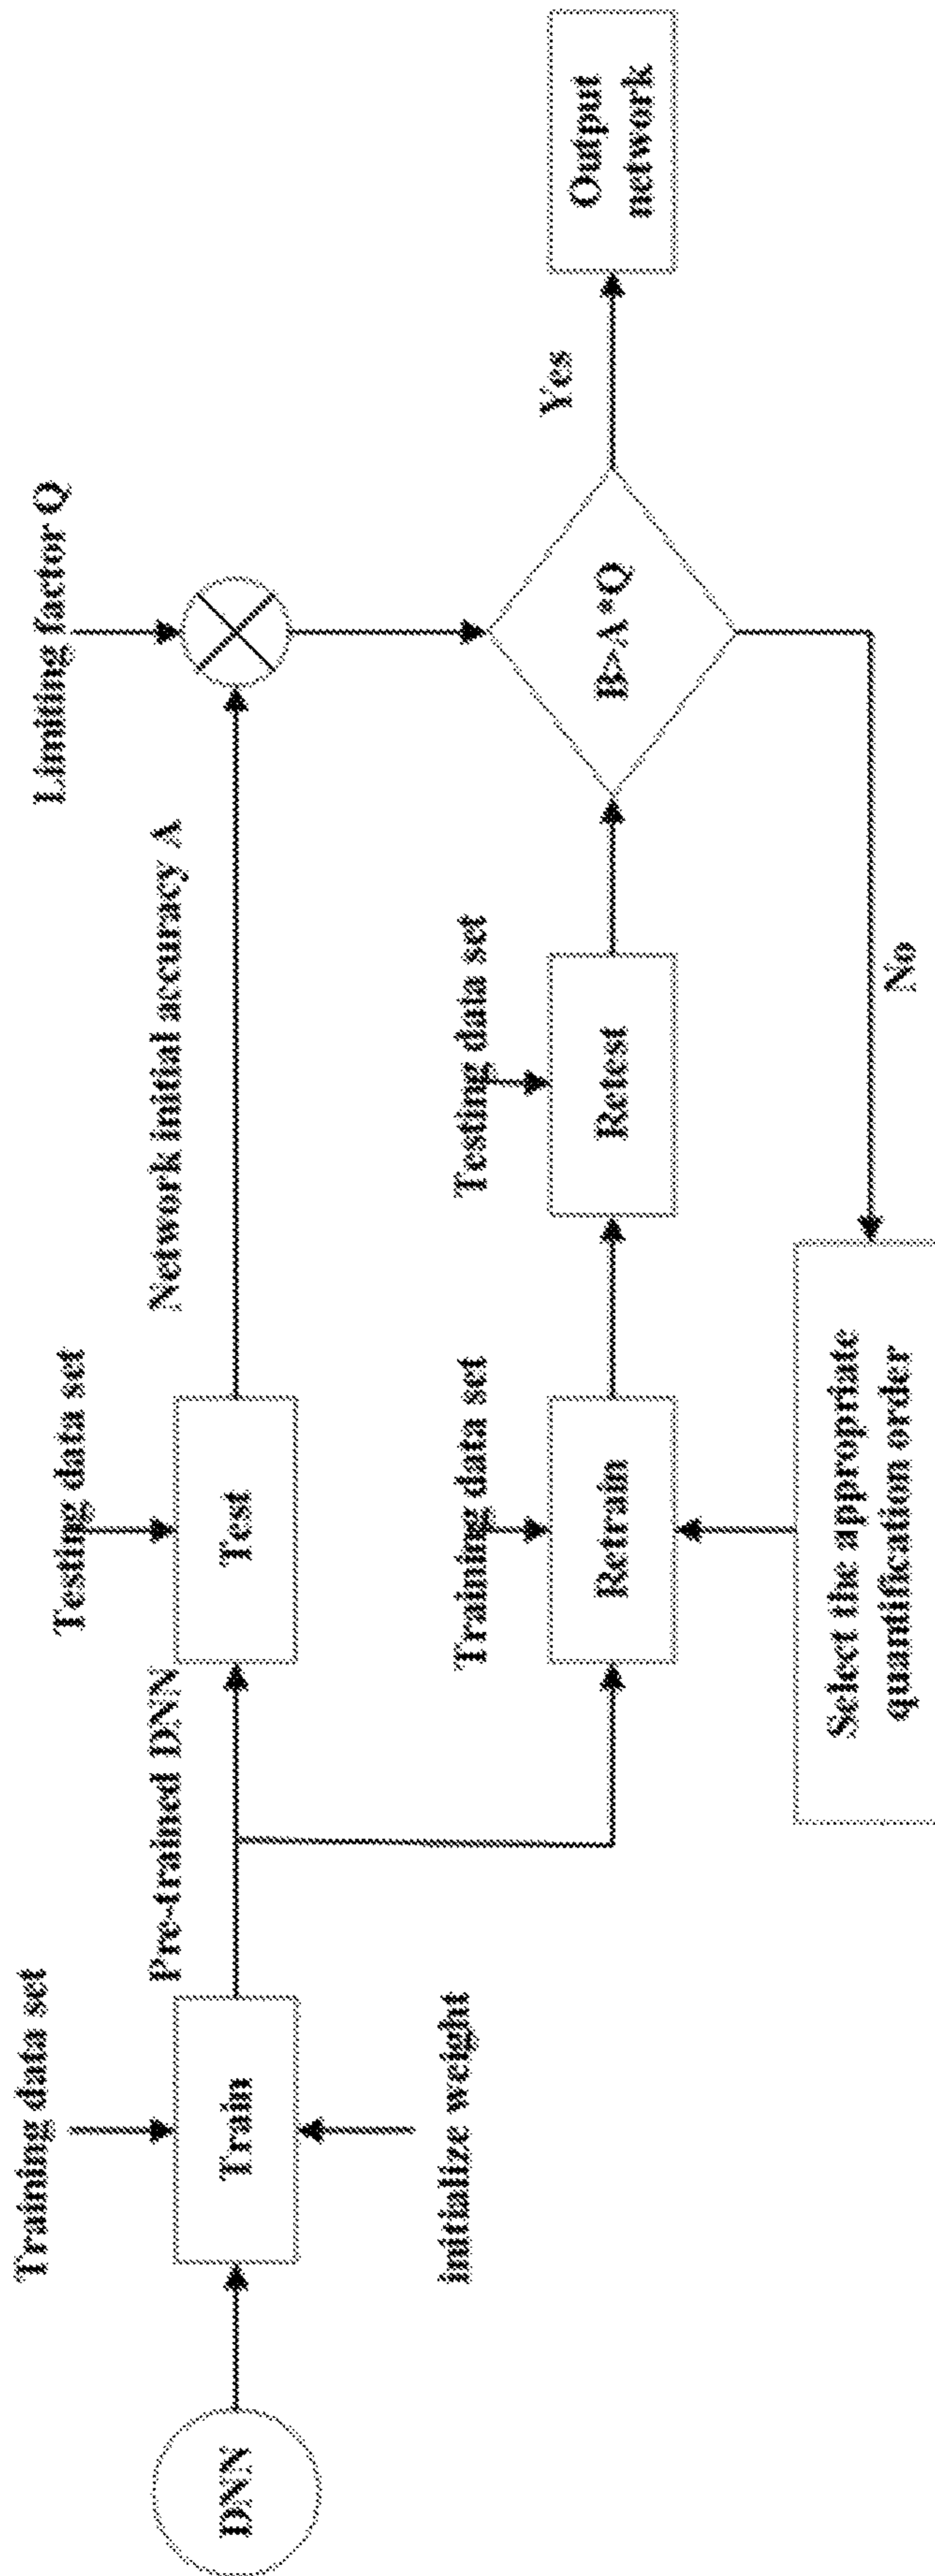 DNN
Training data set
Train
initialize weight
Pre-trained DNN
Testing data set
Test
Network initial accuracy A
Limiting factor Q
Training data set
Retrain
Testing data set
Retest
B>A*Q
Yes
Output
network
No
Select the appropriate
quantification order